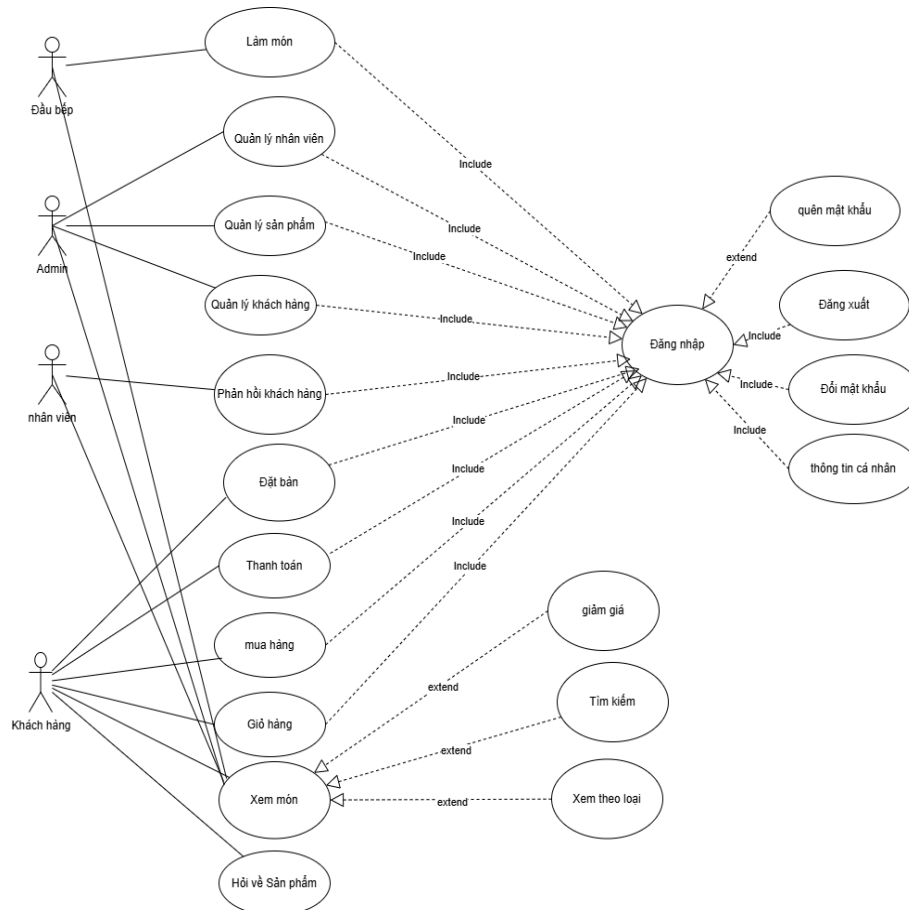 Làm món
Đầu bếp
Quản lý nhân viên
Include
quên mật khẩu
Quản lý sản phẩm
Include
Admin
Include
extend
Quản lý khách hàng
Include
Đăng xuất
Include
Đăng nhập
nhân viên
Phản hồi khách hàng
Include
Include
Đổi mật khẩu
Include
Include
thông tin cá nhân
Đặt bàn
Include
Include
Thanh toán
Include
giảm giá
mua hàng
extend
Tìm kiếm
Khách hàng
Giỏ hàng
extend
Xem món
extend
Xem theo loại
Hỏi về Sản phẩm